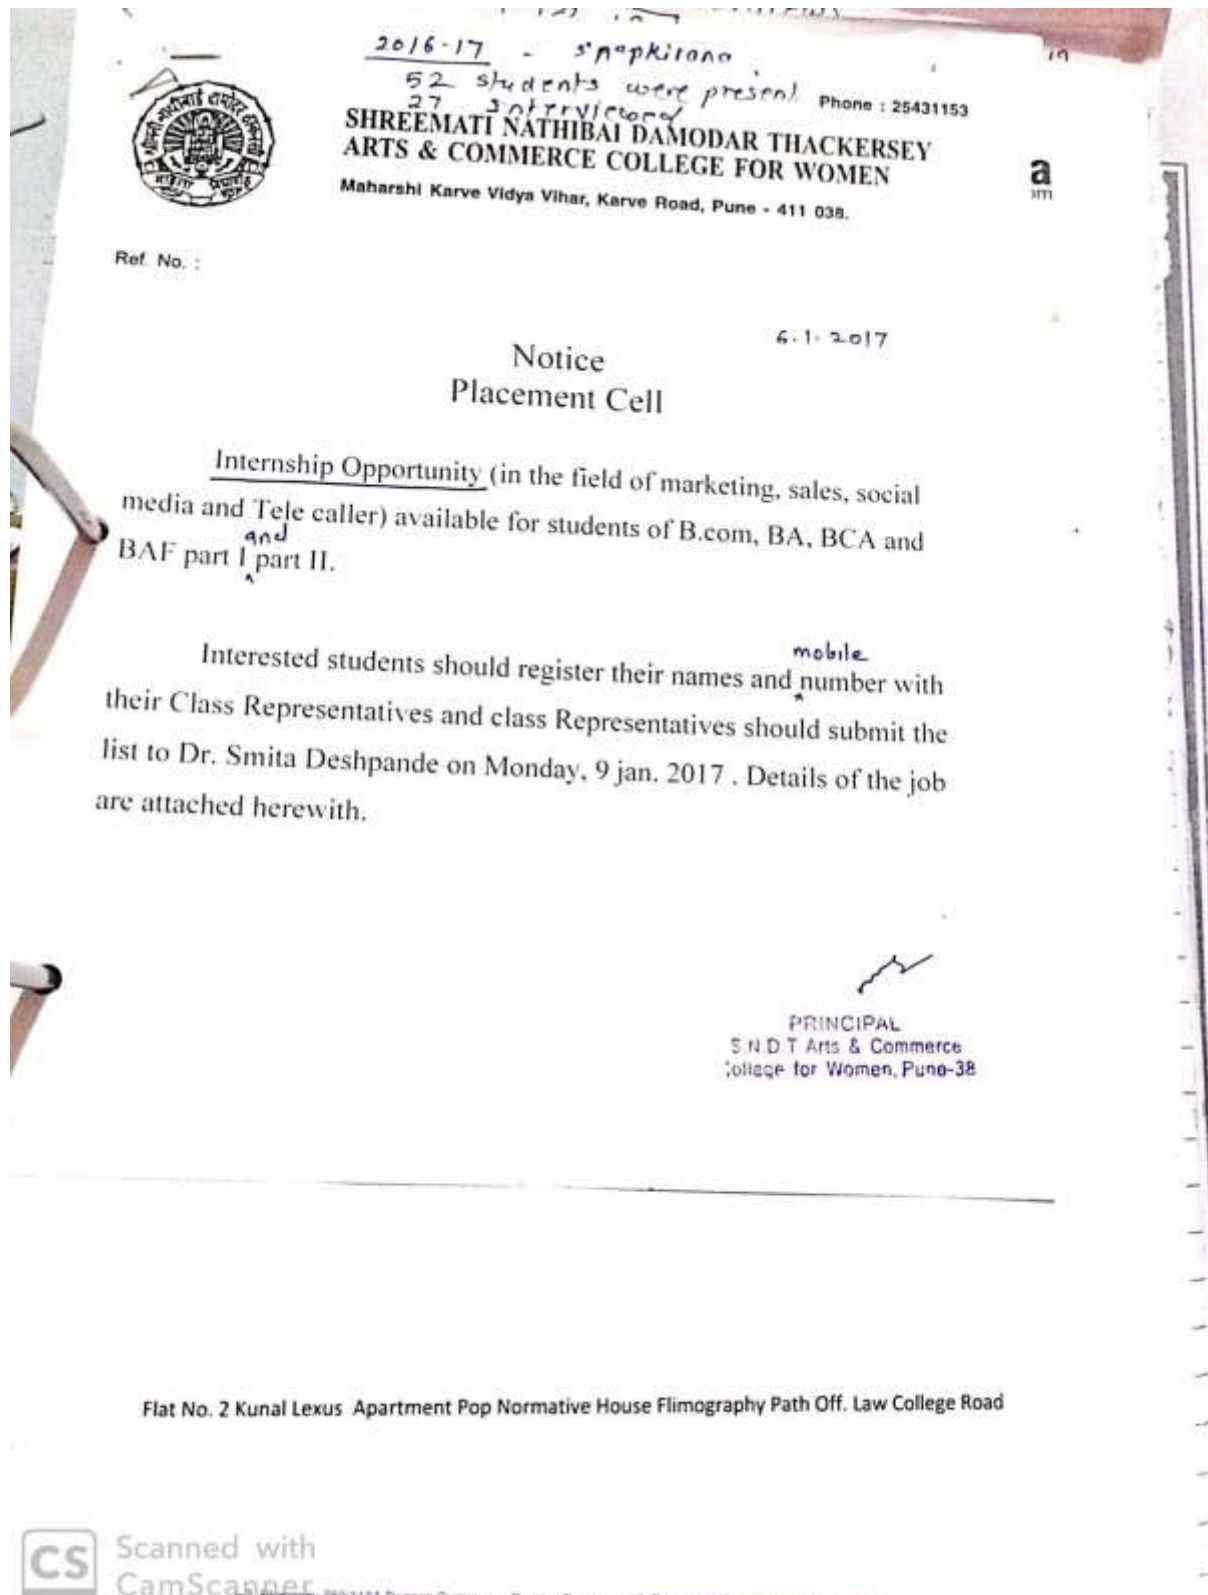 2016-17 - snapkirana
52 students were present
27 Interviewed
Phone : 25431153
SHREEMATI NATHIBAI DAMODAR THACKERSEY
ARTS & COMMERCE COLLEGE FOR WOMEN
Maharshi Karve Vidya Vihar, Karve Road, Pune - 411 038.
a
Ref. No. :
6.1.2017
Notice
Placement Cell
Internship Opportunity (in the field of marketing, sales, social
media and Tele caller) available for students of B.com, BA, BCA and
BAF part I and part II.
Interested students should register their names and mobile number with
their Class Representatives and class Representatives should submit the
list to Dr. Smita Deshpande on Monday, 9 jan. 2017 . Details of the job
are attached herewith.
PRINCIPAL
S.N.D.T Arts & Commerce
College for Women, Pune-38
Flat No. 2 Kunal Lexus Apartment Pop Normative House Flimography Path Off. Law College Road
CS
Scanned with
CamScanner